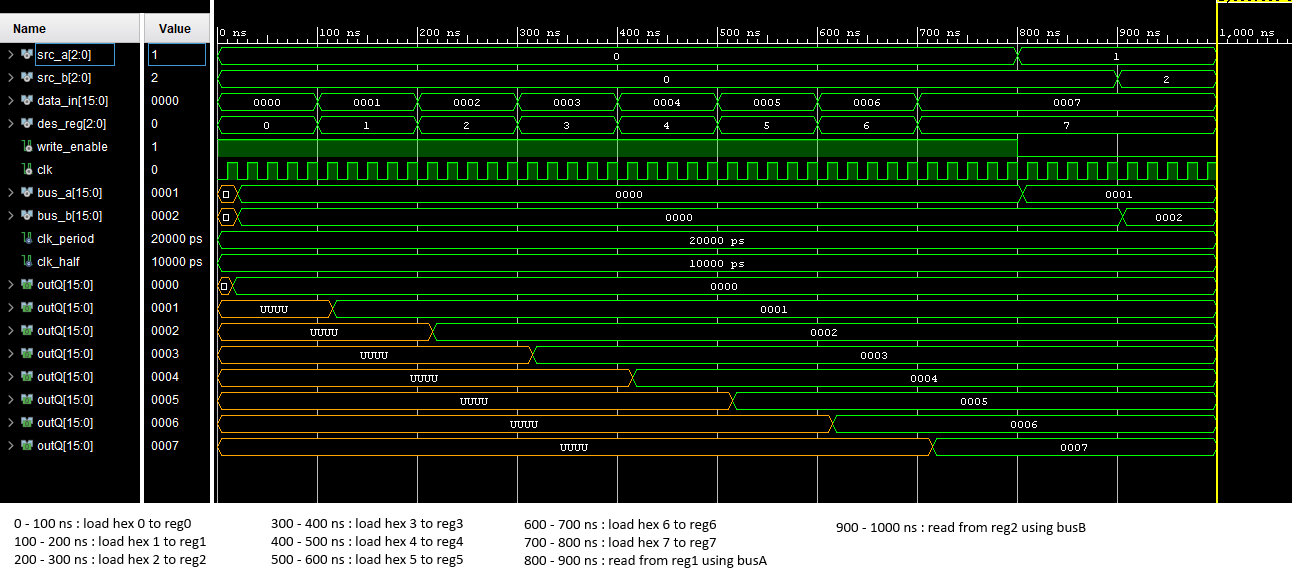 Name Value
0 ns 100 ns 200 ns 300 ns 400 ns 500 ns 600 ns 700 ns 800 ns 900 ns 1,000 ns
src_a[2:0] 1 0 1
src_b[2:0] 2 0 2
data_in[15:0] 0000 0000 0001 0002 0003 0004 0005 0006 0007
des_reg[2:0] 0 0 1 2 3 4 5 6 7
write_enable 1
clk 0
bus_a[15:0] 0001 0000 0001
bus_b[15:0] 0002 0000 0002
clk_period 20000 ps 20000 ps
clk_half 10000 ps 10000 ps
outQ[15:0] 0000 0000
outQ[15:0] 0001 UUUU 0001
outQ[15:0] 0002 UUUU 0002
outQ[15:0] 0003 UUUU 0003
outQ[15:0] 0004 UUUU 0004
outQ[15:0] 0005 UUUU 0005
outQ[15:0] 0006 UUUU 0006
outQ[15:0] 0007 UUUU 0007
0 - 100 ns : load hex 0 to reg0
100 - 200 ns : load hex 1 to reg1
200 - 300 ns : load hex 2 to reg2
300 - 400 ns : load hex 3 to reg3
400 - 500 ns : load hex 4 to reg4
500 - 600 ns : load hex 5 to reg5
600 - 700 ns : load hex 6 to reg6
700 - 800 ns : load hex 7 to reg7
800 - 900 ns : read from reg1 using busA
900 - 1000 ns : read from reg2 using busB